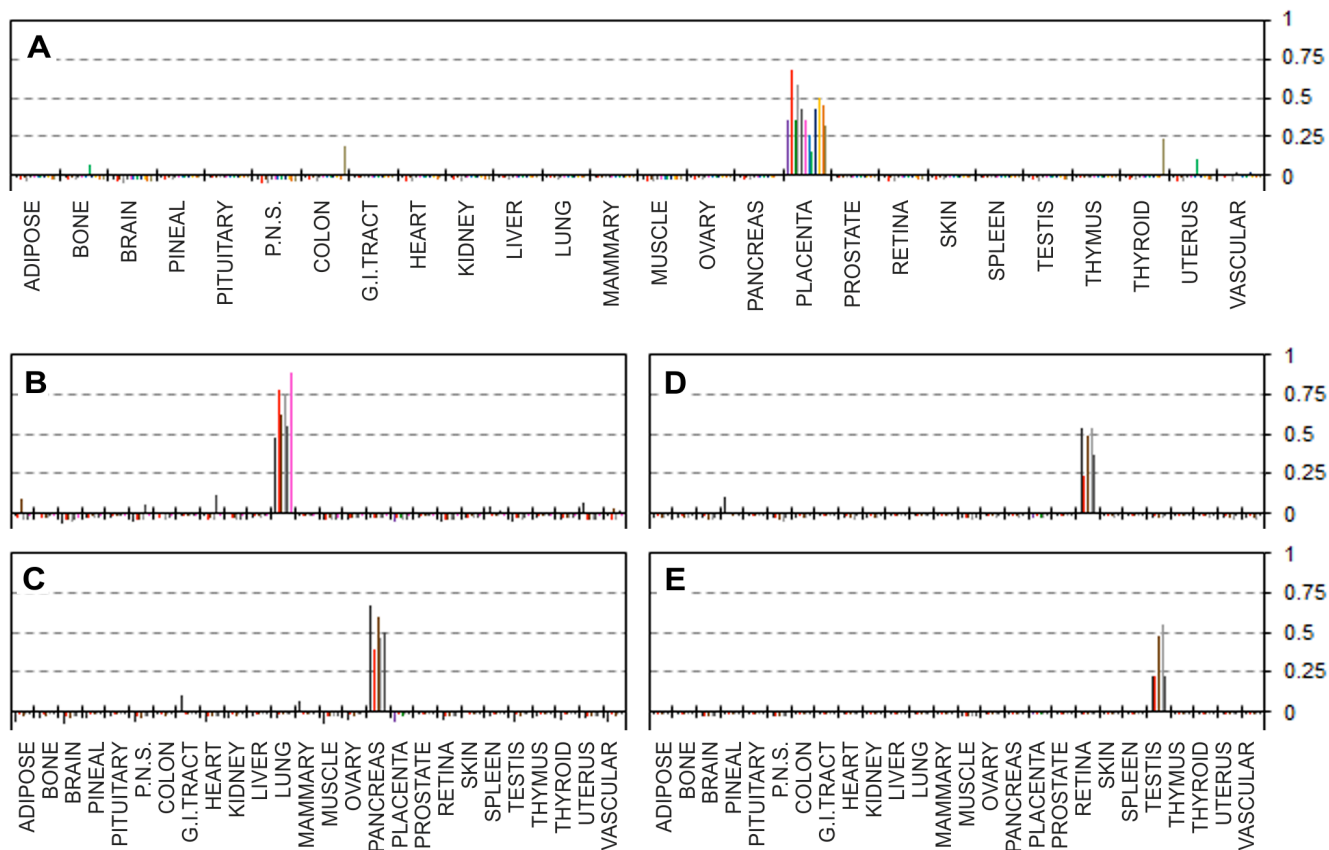 A
1
0.75
0.5
0.25
0
ADIPOSE
BONE
BRAIN
PINEAL
PITUITARY
P.N.S.
COLON
G.I.TRACT
HEART
KIDNEY
LIVER
LUNG
MAMMARY
MUSCLE
OVARY
PANCREAS
PLACENTA
PROSTATE
RETINA
SKIN
SPLEEN
TESTIS
THYMUS
THYROID
UTERUS
VASCULAR
B
D
1
0.75
0.5
0.25
0
C
E
1
0.75
0.5
0.25
0
ADIPOSE
BONE
BRAIN
PINEAL
PITUITARY
P.N.S.
COLON
G.I.TRACT
HEART
KIDNEY
LIVER
LUNG
MAMMARY
MUSCLE
OVARY
PANCREAS
PLACENTA
PROSTATE
RETINA
SKIN
SPLEEN
TESTIS
THYMUS
THYROID
UTERUS
VASCULAR
ADIPOSE
BONE
BRAIN
PINEAL
PITUITARY
P.N.S.
COLON
G.I.TRACT
HEART
KIDNEY
LIVER
LUNG
MAMMARY
MUSCLE
OVARY
PANCREAS
PLACENTA
PROSTATE
RETINA
SKIN
SPLEEN
TESTIS
THYMUS
THYROID
UTERUS
VASCULAR